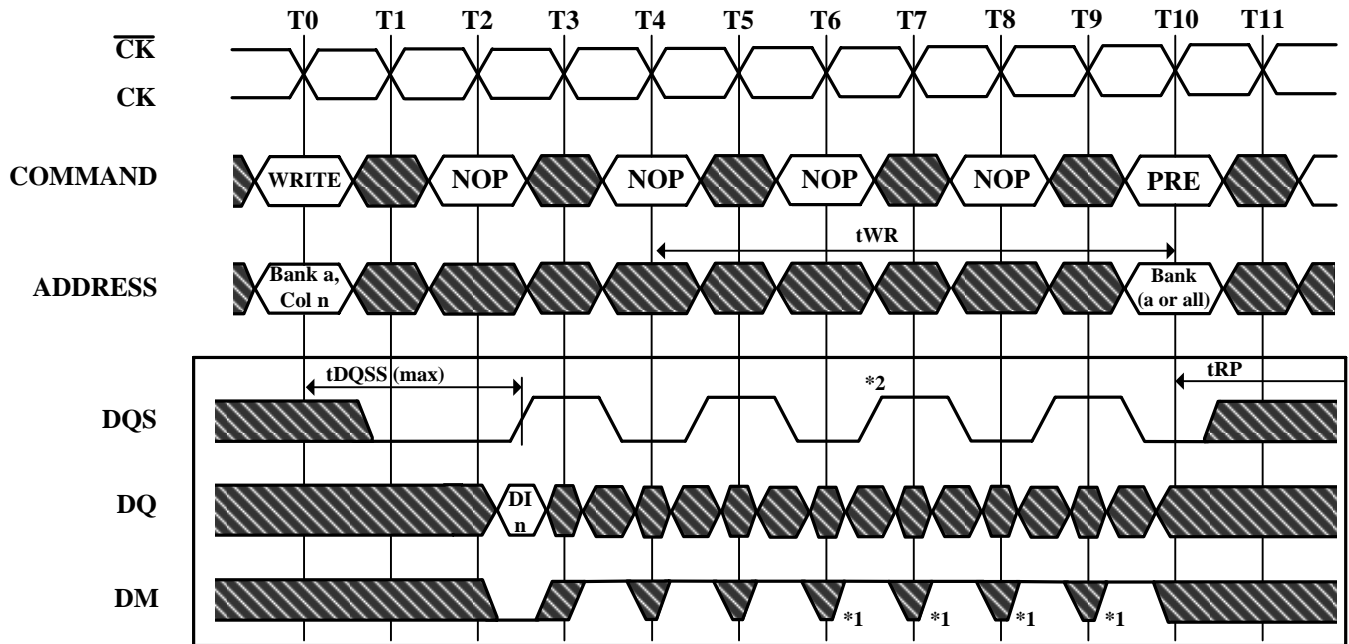 T0 T1 T2 T3 T4 T5 T6 T7 T8 T9 T10 T11
CK
CK
COMMAND WRITE NOP NOP NOP NOP PRE
tWR
ADDRESS Bank a, Col n Bank (a or all)
tDQSS (max) tRP
*2
DQS
DQ DI n
DM
*1 *1 *1 *1